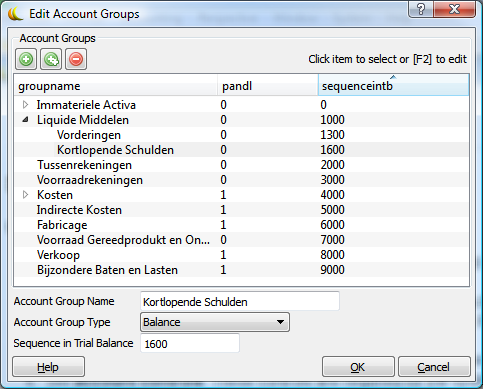 Edit Account Groups
Account Groups
Click item to select or [F2] to edit
groupname pandl sequenceintb
Immateriele Activa 0 0
Liquide Middelen 0 1000
Vorderingen 0 1300
Kortlopende Schulden 0 1600
Tussenrekeningen 0 2000
Voorraadrekeningen 0 3000
Kosten 1 4000
Indirecte Kosten 1 5000
Fabricage 1 6000
Voorraad Gereedprodukt en On... 0 7000
Verkoop 1 8000
Bijzondere Baten en Lasten 1 9000
Account Group Name Kortlopende Schulden
Account Group Type Balance
Sequence in Trial Balance 1600
Help OK Cancel